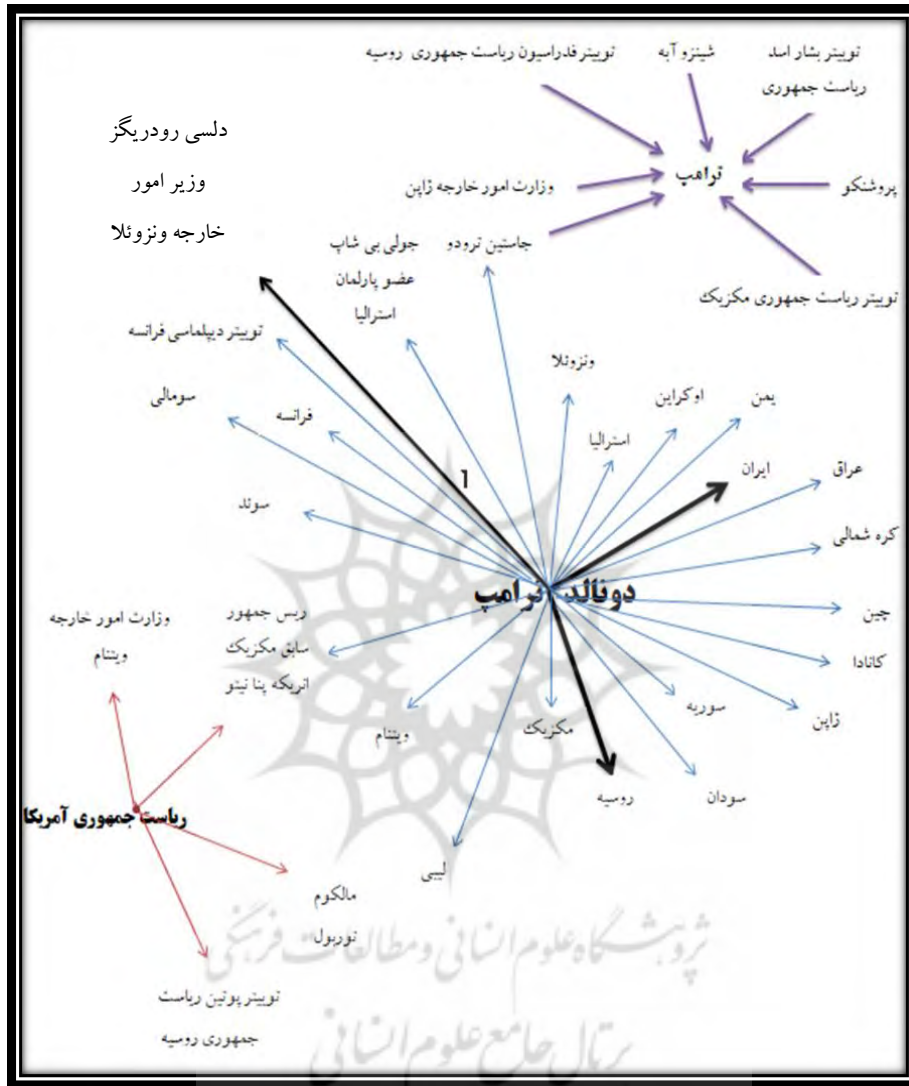 توییتر فدراسیون ریاست جمهوری روسیه
شینزو آبه
توییتر بشار اسد
ریاست جمهوری
دلسی رودریگز
وزیر امور
خارجه ونزوئلا
ترامپ
وزارت امور خارجه ژاپن
پروشنکو
جاستین ترودو
جولی بی شاپ
عضو پارلمان
استرالیا
توییتر ریاست جمهوری مکزیک
توییتر دیپلماسی فرانسه
ونزوئلا
سومالی
فرانسه
اوکراین
یمن
استرالیا
ایران
عراق
1
سوئد
کره شمالی
دونالد ترامپ
چین
وزارت امور خارجه
ویتنام
ریس جمهور
سابق مکزیک
انریکه پنا نیتو
کانادا
سوریه
ژاپن
ویتنام
مکزیک
روسیه
سودان
ریاست جمهوری آمریکا
لیبی
مالکوم
توربول
توییتر پوتین ریاست
جمهوری روسیه
پژوهشگاه علوم انسانی و مطالعات فرهنگی
پرتال جامع علوم انسانی